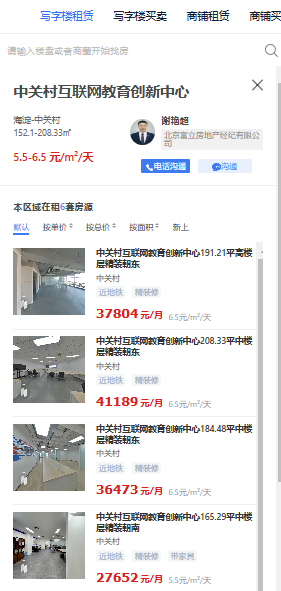 写字楼租赁 写字楼买卖 商铺租赁 商铺买
请输入楼盘或者商圈开始找房
中关村互联网教育创新中心
海淀-中关村
152.1-208.33㎡
5.5-6.5 元/m²/天
谢艳超
北京富立房地产经纪有限公
司
电话沟通 沟通
本区域在租6套房源
默认 按单价 按总价 按面积 新上
中关村互联网教育创新中心191.21平高楼
层精装朝东
中关村
近地铁 精装修
37804 元/月 6.5元/m²/天
中关村互联网教育创新中心208.33平中楼
层精装朝东
中关村
近地铁 精装修
41189 元/月 6.5元/m²/天
中关村互联网教育创新中心184.48平中楼
层精装朝东
中关村
近地铁 精装修
36473 元/月 6.5元/m²/天
中关村互联网教育创新中心165.29平中楼
层精装朝南
中关村
近地铁 精装修 带家具
27652 元/月 5.5元/m²/天